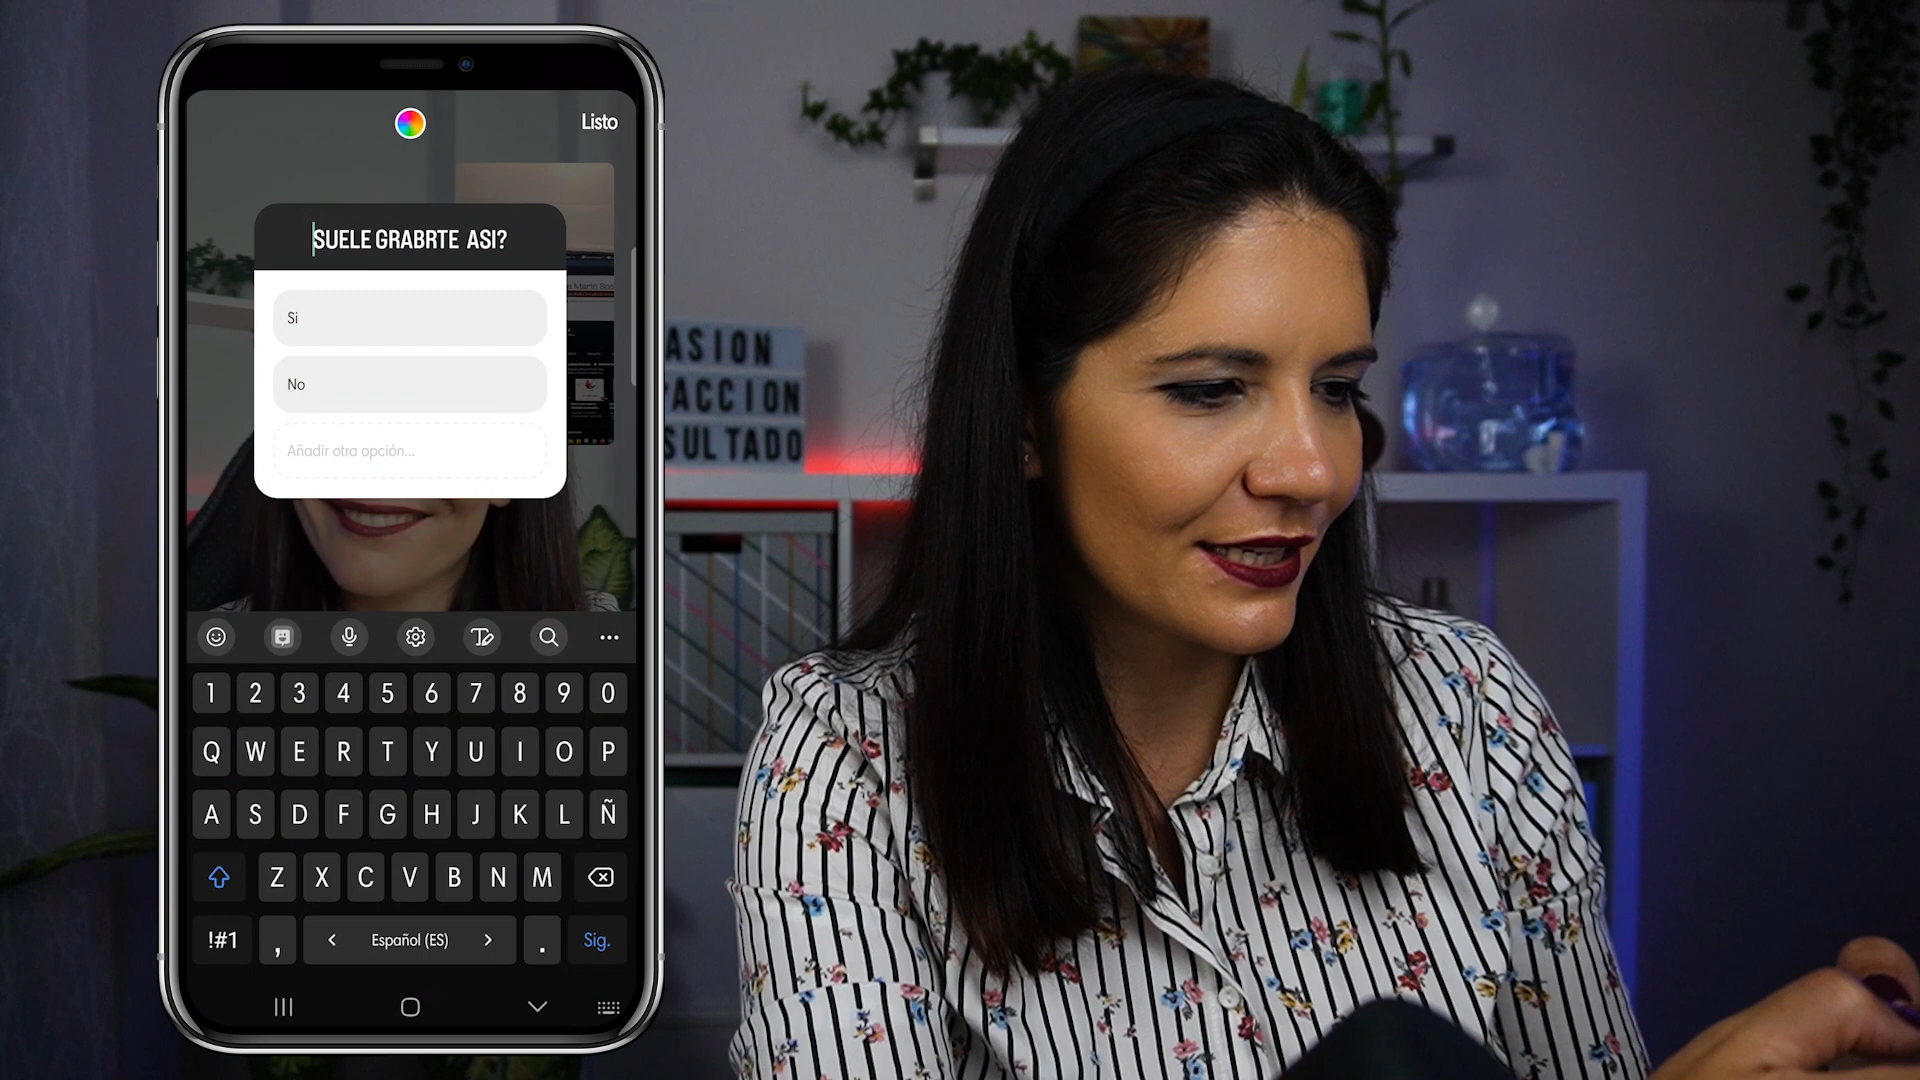 Listo
SUELE GRABRTE ASI?
Si
No
Añadir otra opción...
ASION
ACCION
SULTADO
1 2 3 4 5 6 7 8 9 0
Q W E R T Y U I O P
A S D F G H J K L Ñ
Z X C V B N M
!#1 , < Español (ES) > . Sig.